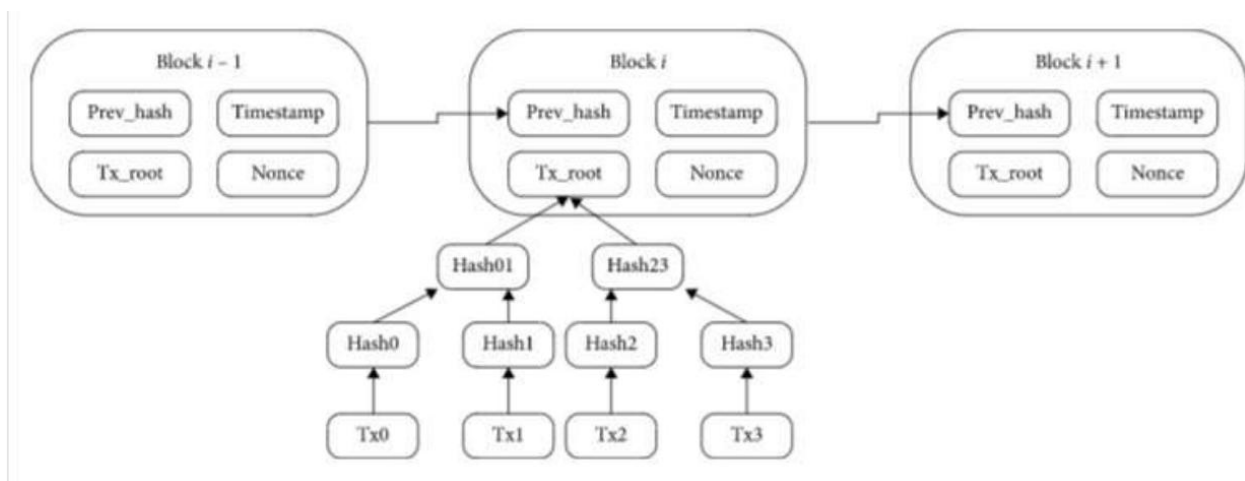 Block i – 1
Block i
Block i + 1
Prev_hash
Timestamp
Prev_hash
Timestamp
Prev_hash
Timestamp
Tx_root
Nonce
Tx_root
Nonce
Tx_root
Nonce
Hash01
Hash23
Hash0
Hash1
Hash2
Hash3
Tx0
Tx1
Tx2
Tx3